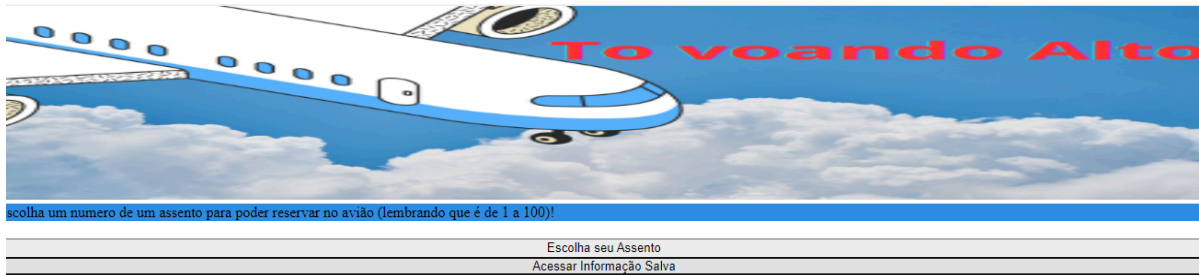 To voando Alto
scolha um numero de um assento para poder reservar no avião (lembrando que é de 1 a 100)!
Escolha seu Assento
Acessar Informação Salva